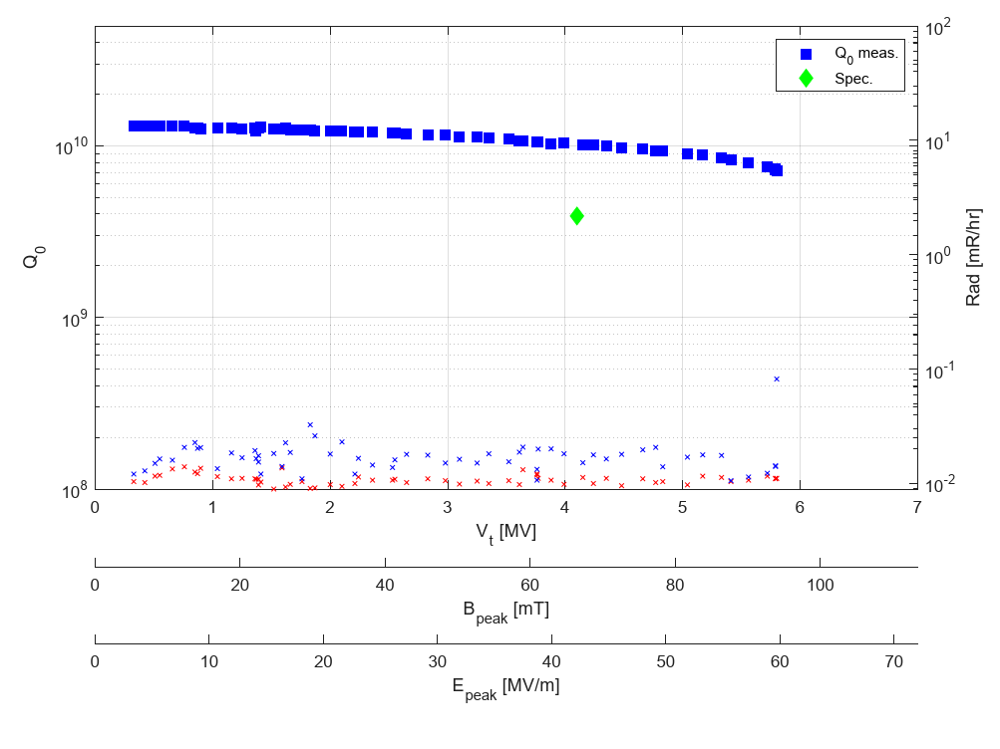 Q0 meas.
Spec.
10^10
10^9
10^8
Q0
10^2
10^1
10^0
10^-1
10^-2
Rad [mR/hr]
0 1 2 3 4 5 6 7
Vt [MV]
0 20 40 60 80 100
Bpeak [mT]
0 10 20 30 40 50 60 70
Epeak [MV/m]